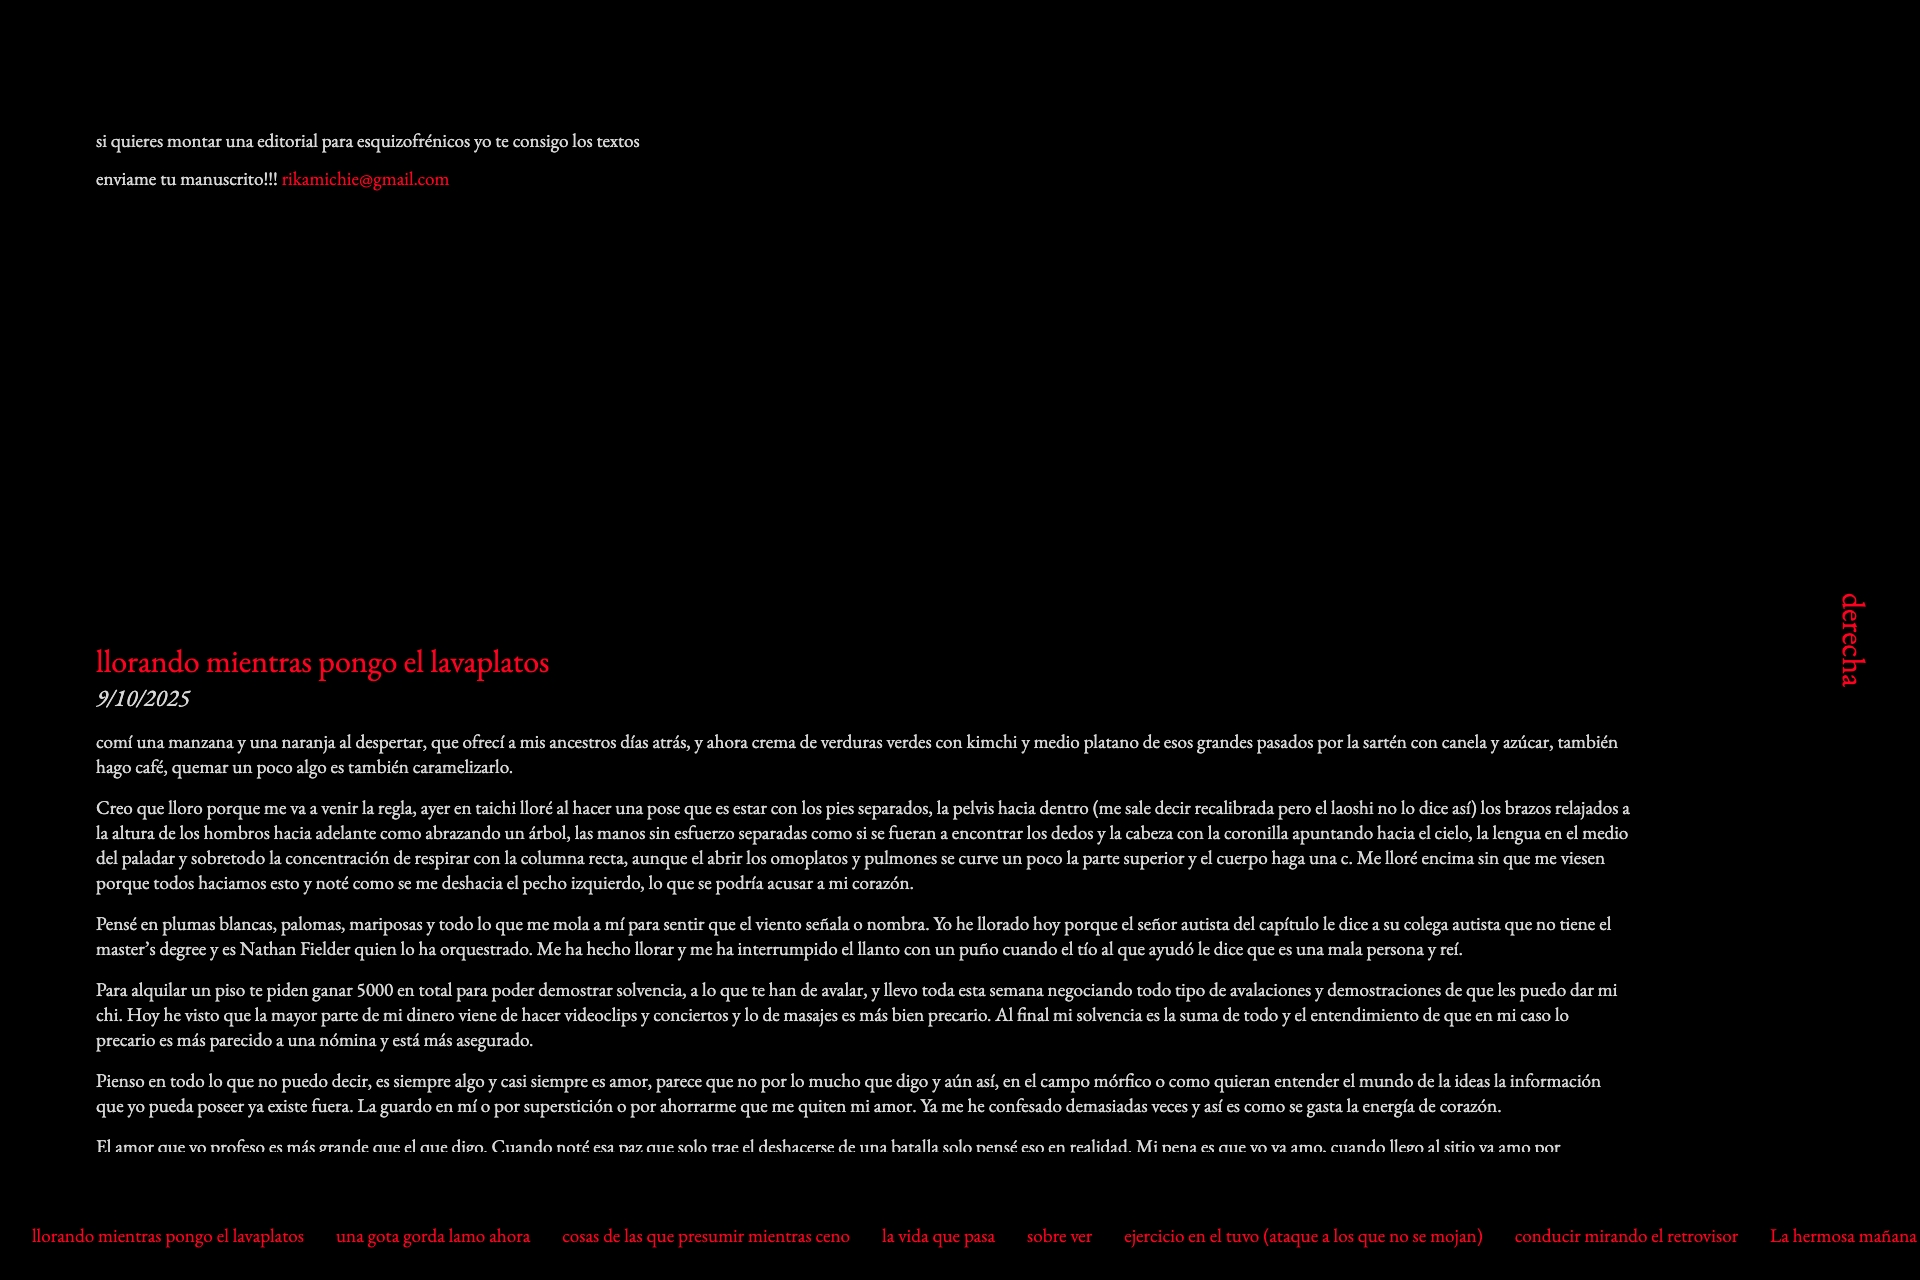 si quieres montar una editorial para esquizofrénicos yo te consigo los textos
enviame tu manuscrito!!! rikamichie@gmail.com
derecha
llorando mientras pongo el lavaplatos
9/10/2025
comí una manzana y una naranja al despertar, que ofrecí a mis ancestros días atrás, y ahora crema de verduras verdes con kimchi y medio platano de esos grandes pasados por la sartén con canela y azúcar, también
hago café, quemar un poco algo es también caramelizarlo.
Creo que lloro porque me va a venir la regla, ayer en taichi lloré al hacer una pose que es estar con los pies separados, la pelvis hacia dentro (me sale decir recalibrada pero el laoshi no lo dice así) los brazos relajados a
la altura de los hombros hacia adelante como abrazando un árbol, las manos sin esfuerzo separadas como si se fueran a encontrar los dedos y la cabeza con la coronilla apuntando hacia el cielo, la lengua en el medio
del paladar y sobretodo la concentración de respirar con la columna recta, aunque el abrir los omoplatos y pulmones se curve un poco la parte superior y el cuerpo haga una c. Me lloré encima sin que me viesen
porque todos haciamos esto y noté como se me deshacia el pecho izquierdo, lo que se podría acusar a mi corazón.
Pensé en plumas blancas, palomas, mariposas y todo lo que me mola a mí para sentir que el viento señala o nombra. Yo he llorado hoy porque el señor autista del capítulo le dice a su colega autista que no tiene el
master’s degree y es Nathan Fielder quien lo ha orquestrado. Me ha hecho llorar y me ha interrumpido el llanto con un puño cuando el tío al que ayudó le dice que es una mala persona y reí.
Para alquilar un piso te piden ganar 5000 en total para poder demostrar solvencia, a lo que te han de avalar, y llevo toda esta semana negociando todo tipo de avalaciones y demostraciones de que les puedo dar mi
chi. Hoy he visto que la mayor parte de mi dinero viene de hacer videoclips y conciertos y lo de masajes es más bien precario. Al final mi solvencia es la suma de todo y el entendimiento de que en mi caso lo
precario es más parecido a una nómina y está más asegurado.
Pienso en todo lo que no puedo decir, es siempre algo y casi siempre es amor, parece que no por lo mucho que digo y aún así, en el campo mórfico o como quieran entender el mundo de la ideas la información
que yo pueda poseer ya existe fuera. La guardo en mí o por superstición o por ahorrarme que me quiten mi amor. Ya me he confesado demasiadas veces y así es como se gasta la energía de corazón.
El amor que yo profeso es más grande que el que digo. Cuando noté esa paz que solo trae el deshacerse de una batalla solo pensé eso en realidad. Mi pena es que yo ya amo, cuando llego al sitio ya amo por
llorando mientras pongo el lavaplatos una gota gorda lamo ahora cosas de las que presumir mientras ceno la vida que pasa sobre ver ejercicio en el tuvo (ataque a los que no se mojan) conducir mirando el retrovisor La hermosa mañana